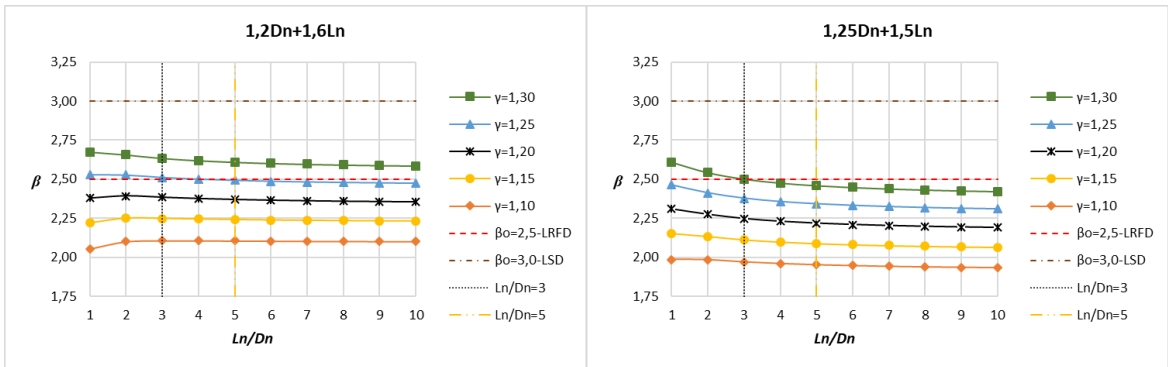 1,2Dn+1,6Ln
3,25
3,00
2,75
2,50
2,25
2,00
1,75
β
1 2 3 4 5 6 7 8 9 10
Ln/Dn
γ=1,30
γ=1,25
γ=1,20
γ=1,15
γ=1,10
βo=2,5-LRFD
βo=3,0-LSD
Ln/Dn=3
Ln/Dn=5
1,25Dn+1,5Ln
3,25
3,00
2,75
2,50
2,25
2,00
1,75
β
1 2 3 4 5 6 7 8 9 10
Ln/Dn
γ=1,30
γ=1,25
γ=1,20
γ=1,15
γ=1,10
βo=2,5-LRFD
βo=3,0-LSD
Ln/Dn=3
Ln/Dn=5